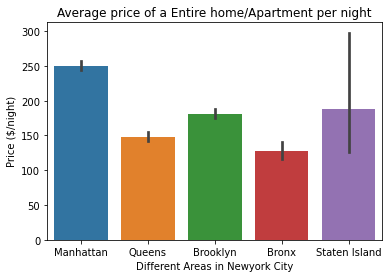 Average price of a Entire home/Apartment per night
Price ($/night)
300
250
200
150
100
50
0
Manhattan Queens Brooklyn Bronx Staten Island
Different Areas in Newyork City